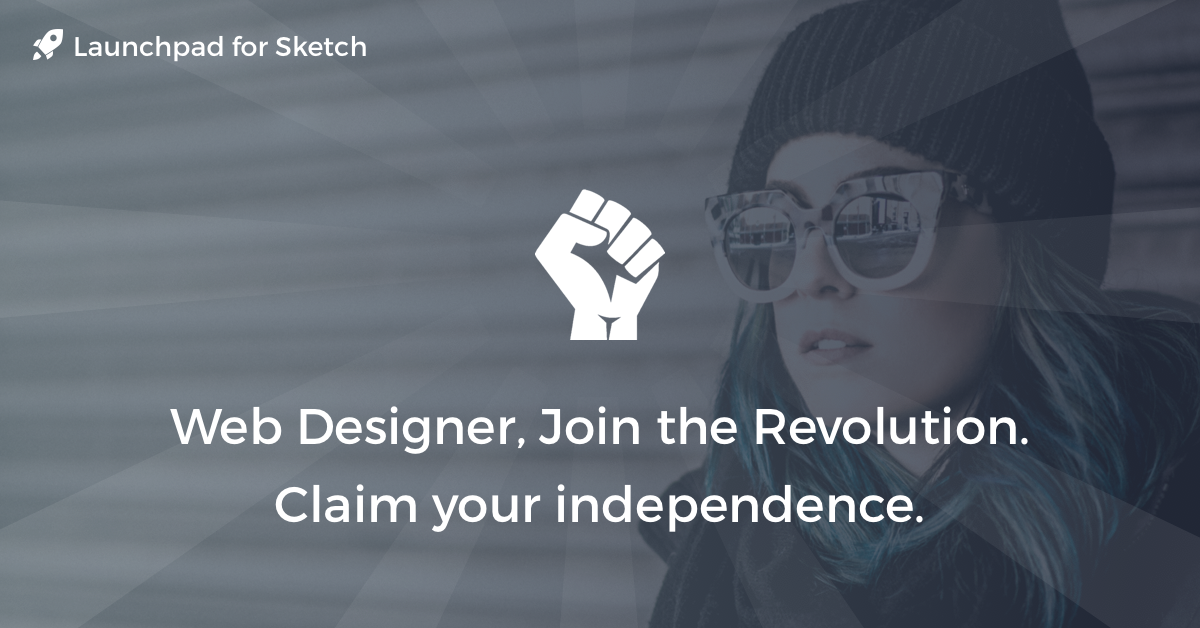 Launchpad for Sketch
Web Designer, Join the Revolution.
Claim your independence.